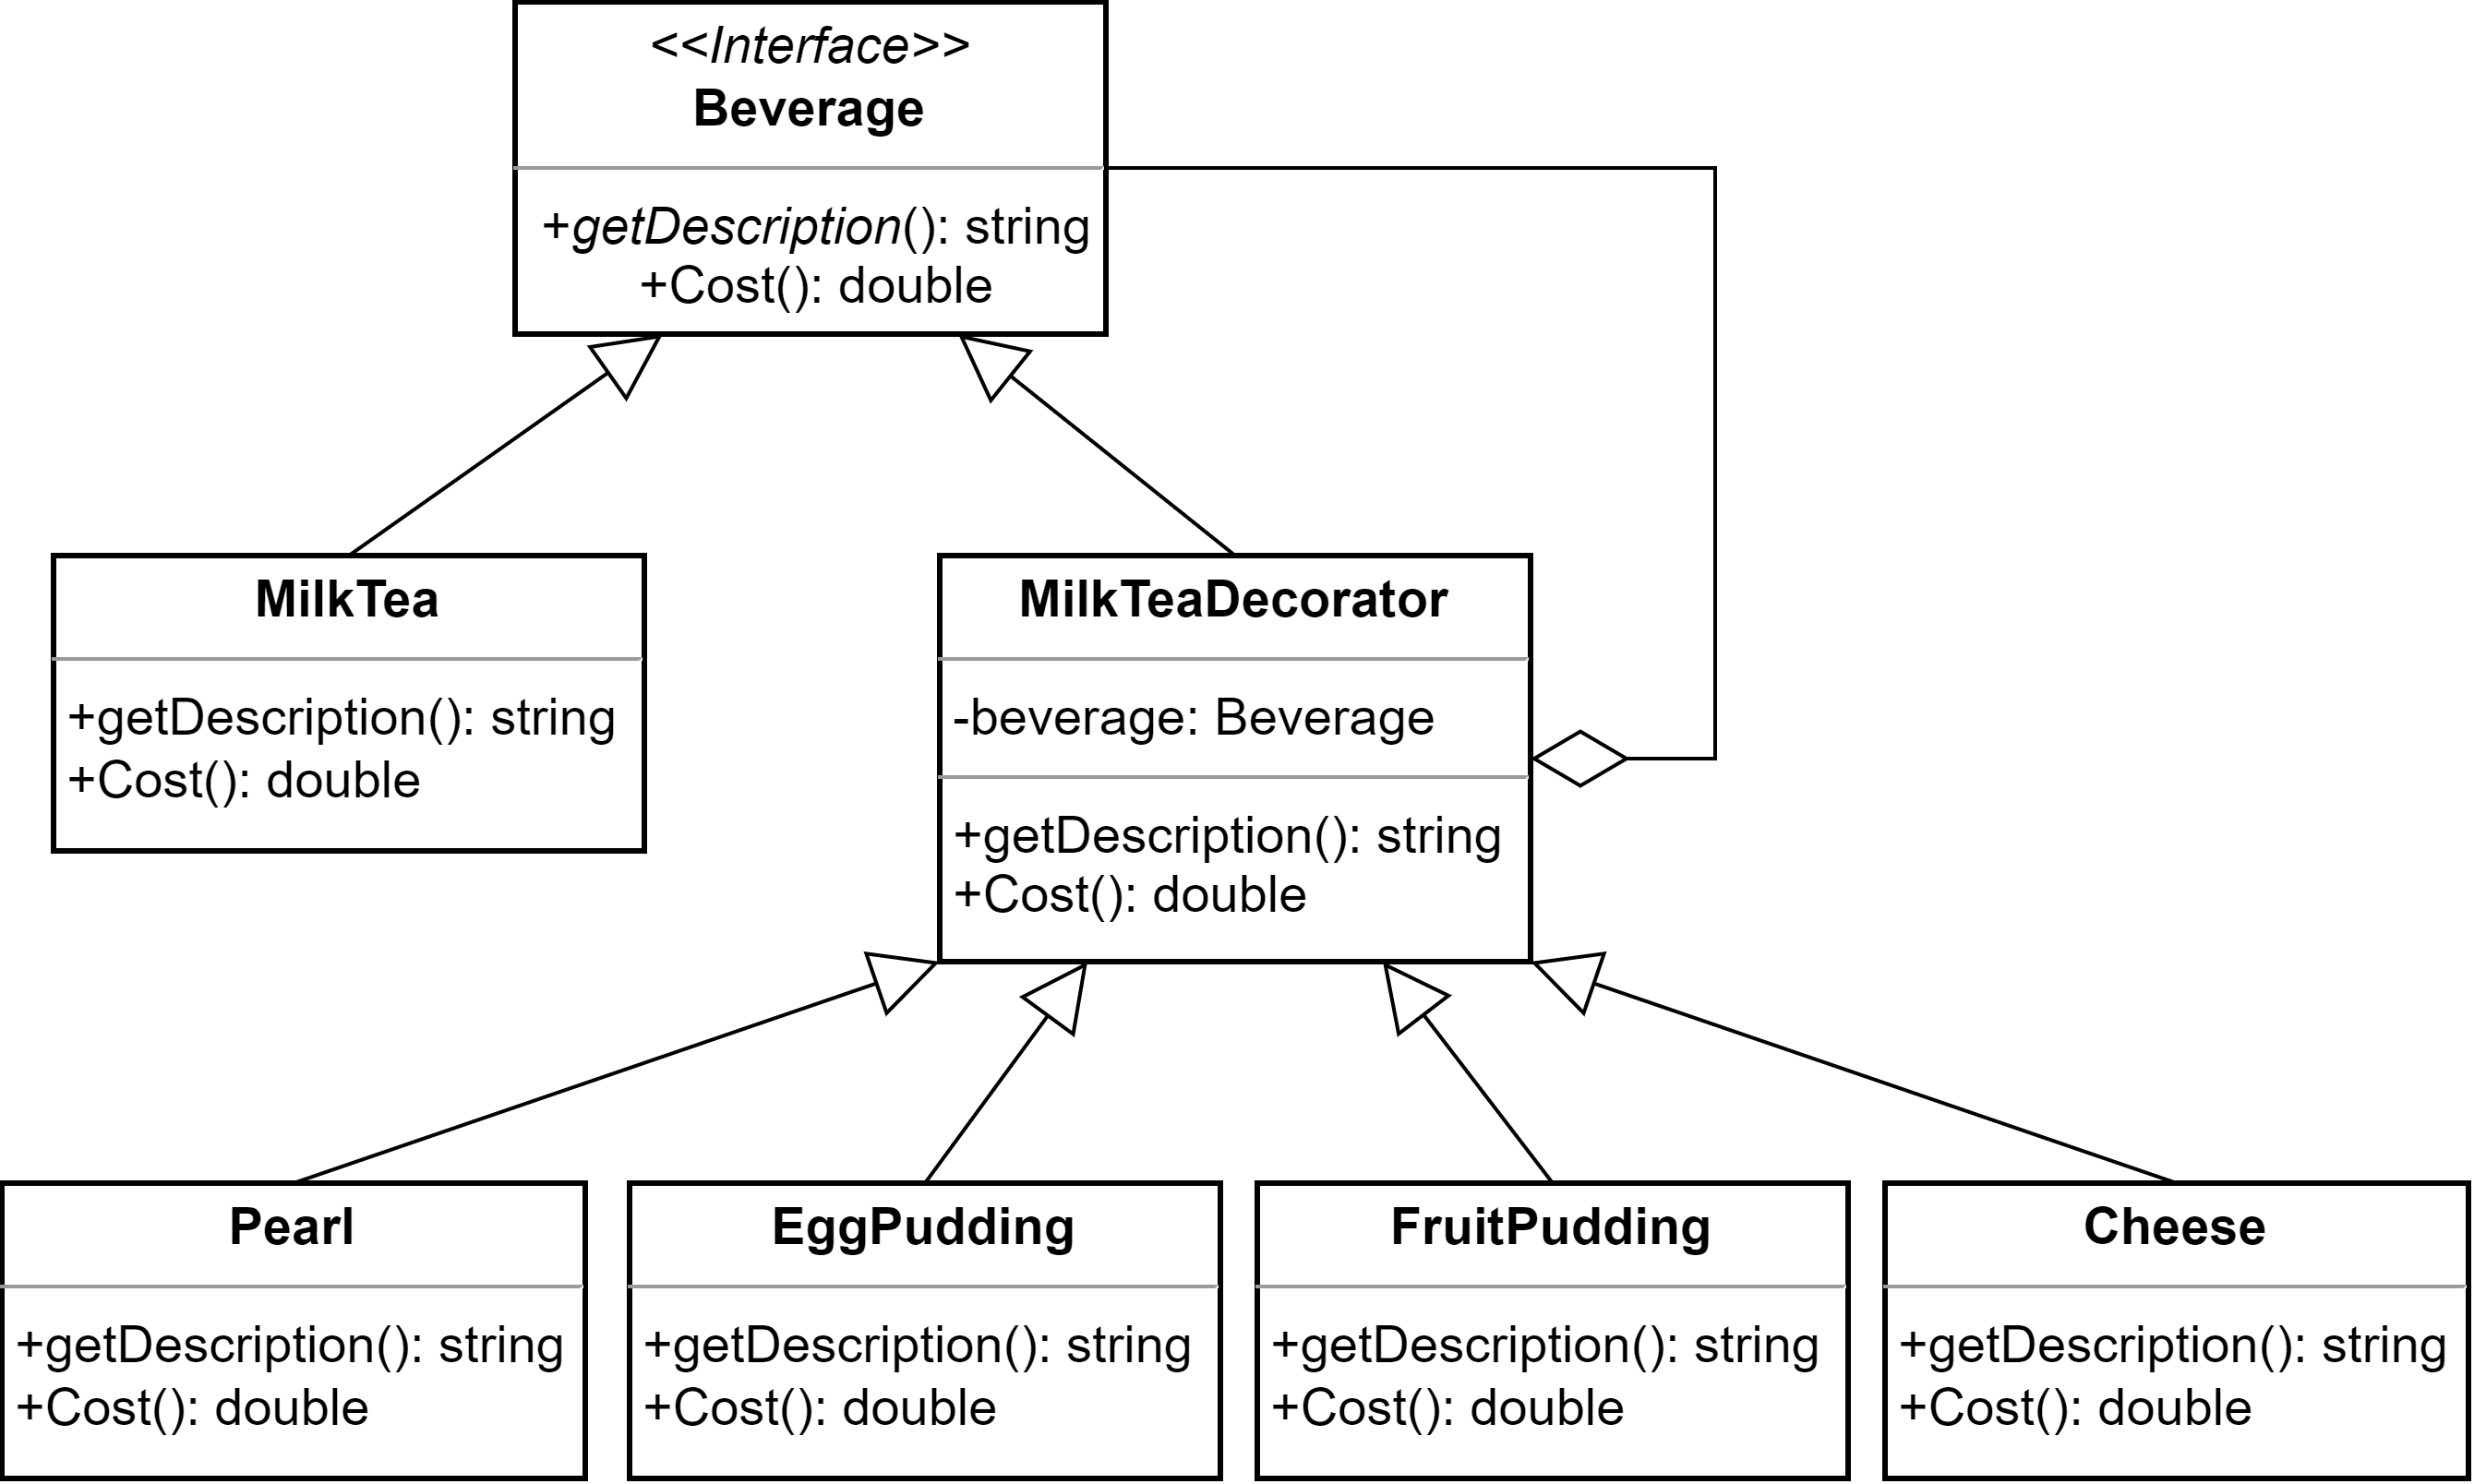 <<Interface>>
Beverage
+getDescription(): string
+Cost(): double
MilkTea
+getDescription(): string
+Cost(): double
MilkTeaDecorator
-beverage: Beverage
+getDescription(): string
+Cost(): double
Pearl
+getDescription(): string
+Cost(): double
EggPudding
+getDescription(): string
+Cost(): double
FruitPudding
+getDescription(): string
+Cost(): double
Cheese
+getDescription(): string
+Cost(): double